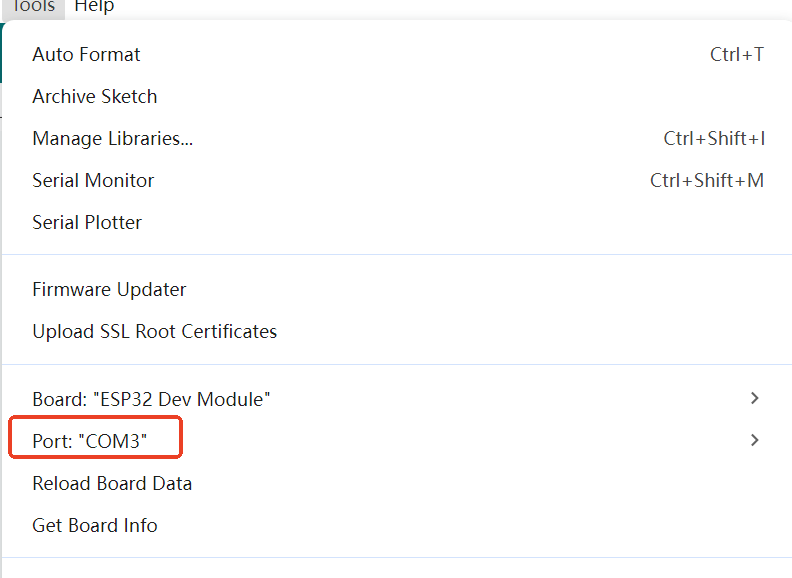 Tools Help
Auto Format Ctrl+T
Archive Sketch
Manage Libraries... Ctrl+Shift+I
Serial Monitor Ctrl+Shift+M
Serial Plotter
Firmware Updater
Upload SSL Root Certificates
Board: "ESP32 Dev Module"
Port: "COM3"
Reload Board Data
Get Board Info